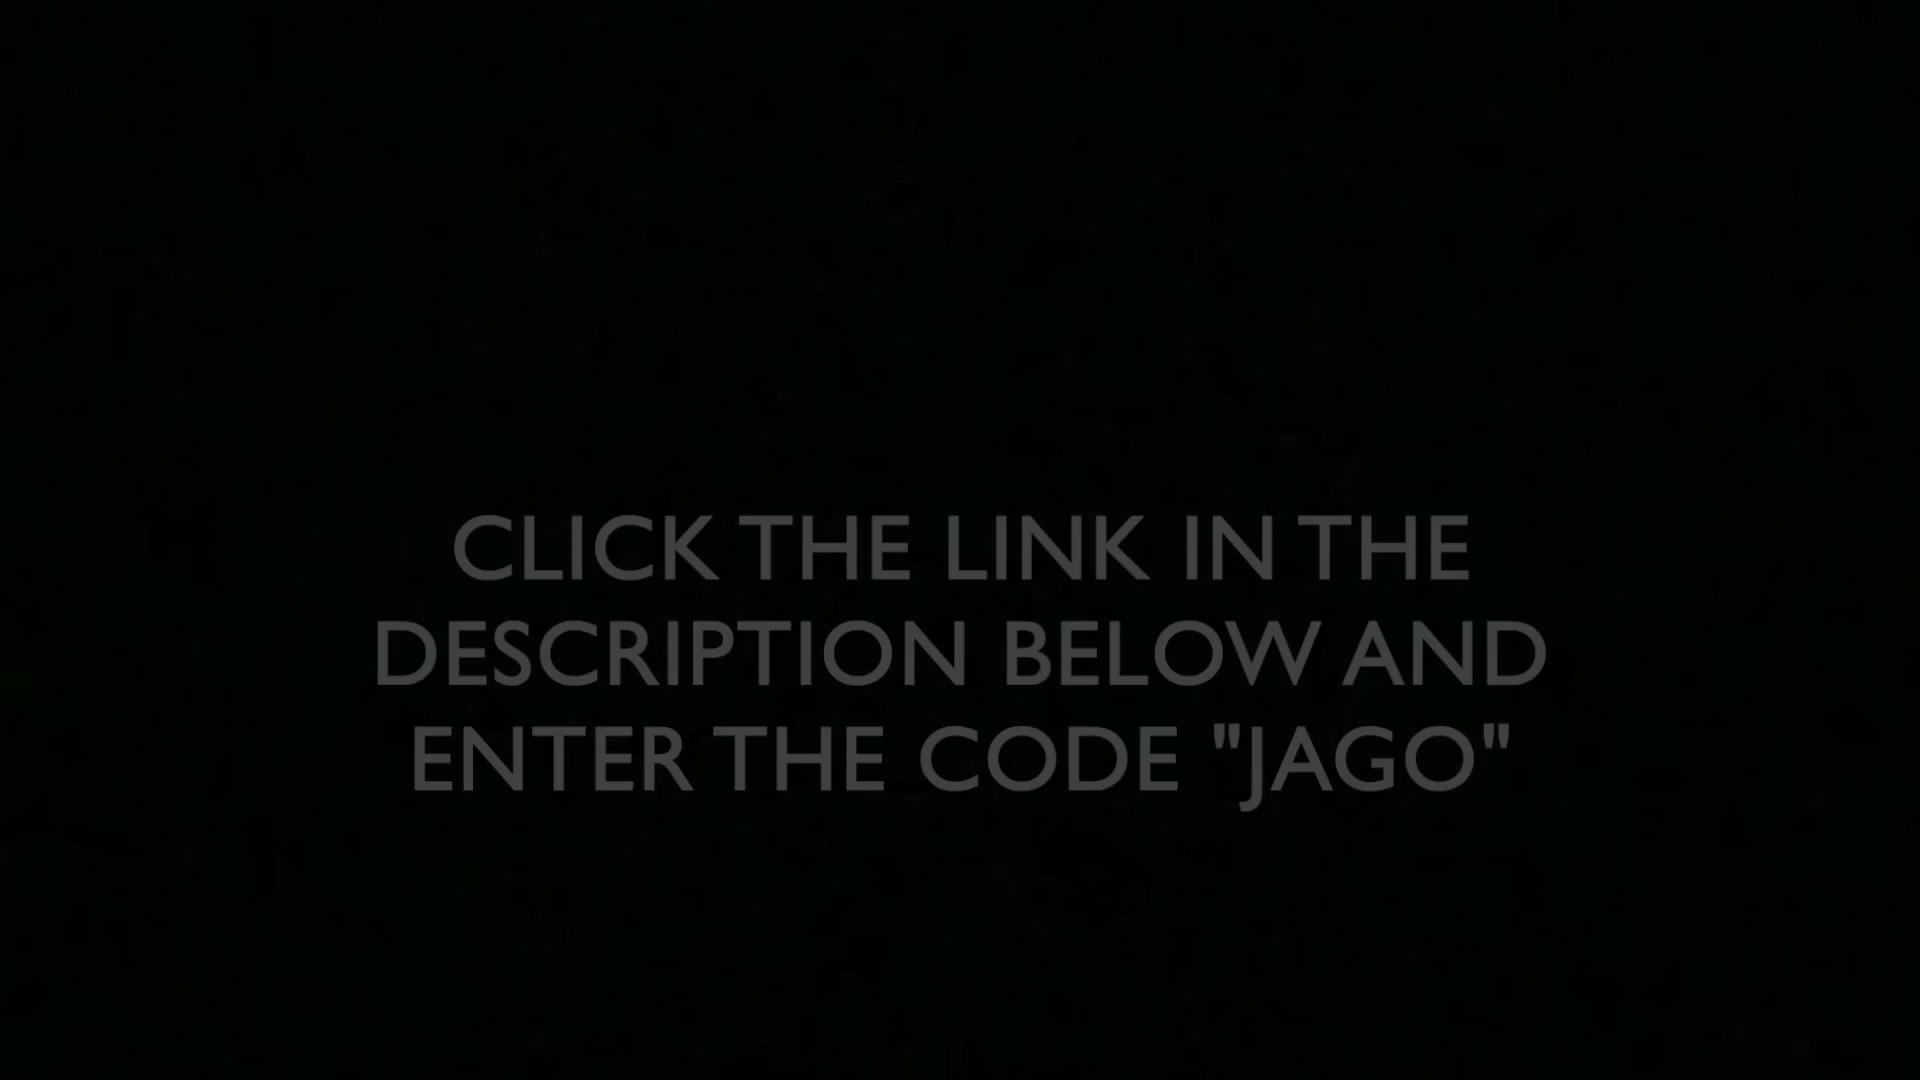 CLICK THE LINK IN THE
DESCRIPTION BELOW AND
ENTER THE CODE "JAGO"